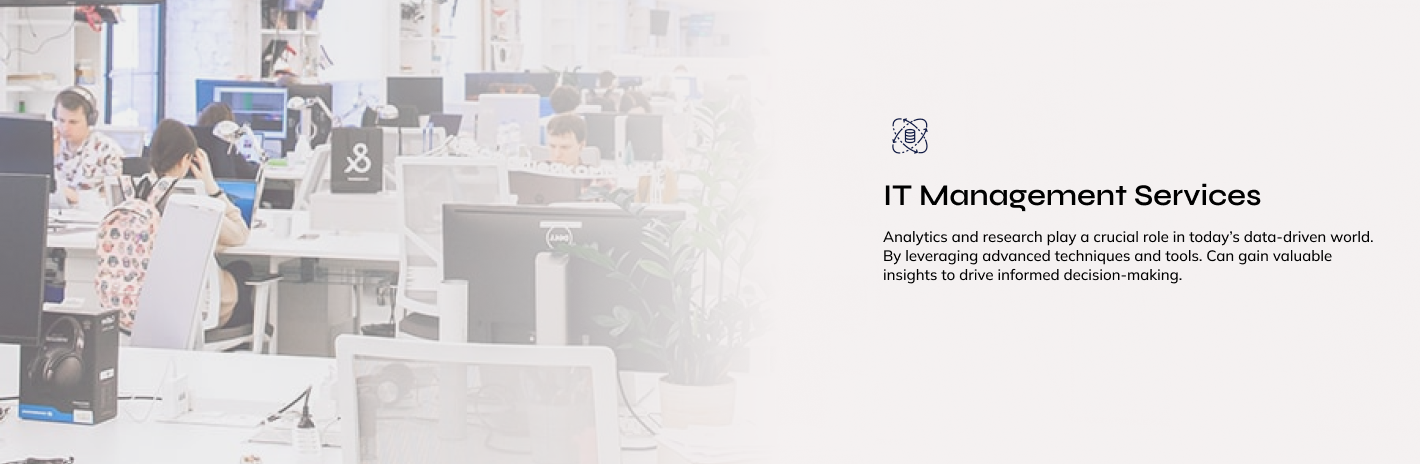 IT Management Services
Analytics and research play a crucial role in today's data-driven world.
By leveraging advanced techniques and tools. Can gain valuable
insights to drive informed decision-making.